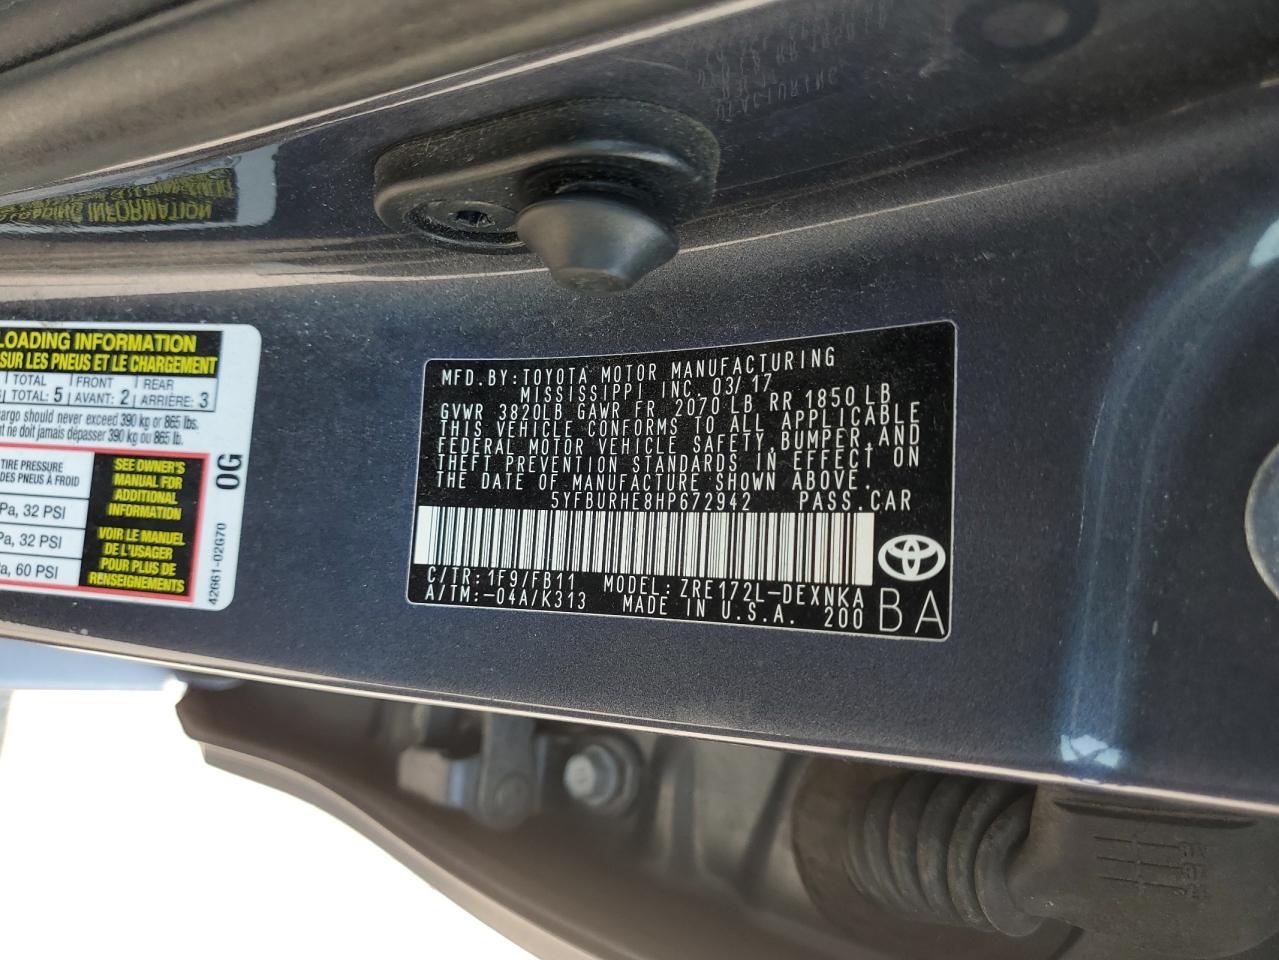 LOADING INFORMATION
SUR LES PNEUS ET LE CHARGEMENT
TOTAL 5 FRONT 2 REAR 3
TOTAL: AVANT: ARRIÈRE:
cargo should never exceed 390 kg or 865 lbs.
nt ne doit jamais dépasser 390 kg ou 865 lb.
TIRE PRESSURE
DES PNEUS À FROID
Pa, 32 PSI
Pa, 32 PSI
a, 60 PSI
SEE OWNER'S
MANUAL FOR
ADDITIONAL
INFORMATION
VOIR LE MANUEL
DE L'USAGER
POUR PLUS DE
RENSEIGNEMENTS
0G
42661-02G70
MFD.BY:TOYOTA MOTOR MANUFACTURING
MISSISSIPPI INC. 03/17
GVWR 3820LB GAWR FR 2070LB RR 1850LB
THIS VEHICLE CONFORMS TO ALL APPLICABLE
FEDERAL MOTOR VEHICLE SAFETY,BUMPER,AND
THEFT PREVENTION STANDARDS IN EFFECT ON
THE DATE OF MANUFACTURE SHOWN ABOVE.
5YFBURHE8HP672942 PASS.CAR
C/TR:1F9/FB11 MODEL:ZRE172L-DEXNKA
A/TM:-04A/K313 MADE IN U.S.A. 200 BA